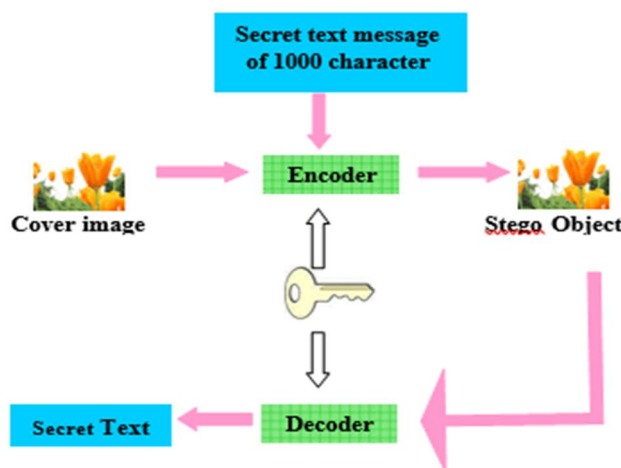 Secret text message
of 1000 character
Encoder
Cover image
Stego Object
Secret Text
Decoder